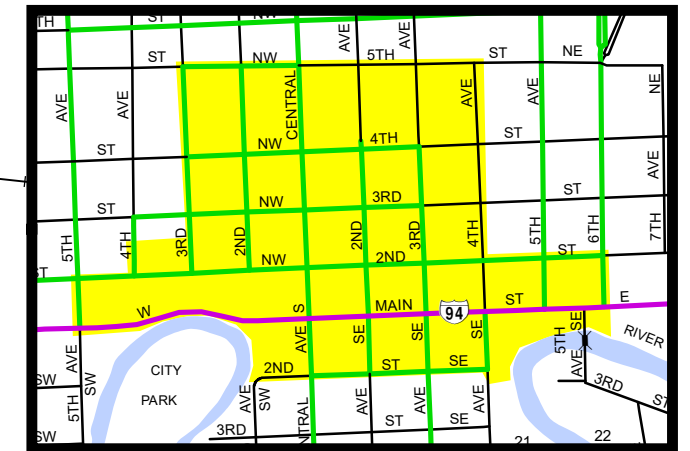 TH ST NW AVE AVE
ST NW 5TH ST NE
AVE AVE CENTRAL AVE AVE NE
ST NW 4TH ST
AVE
ST NW 3RD ST
5TH 4TH 3RD 2ND 2ND 3RD 4TH 5TH 6TH 7TH
ST NW 2ND ST
W S MAIN 94 ST E
AVE SE SE SE 5TH AVE SE RIVER
AVE SW CITY PARK 2ND ST SE
SW 5TH AVE SW NTRAL AVE AVE AVE 3RD ST
SW 3RD ST SE 21 22